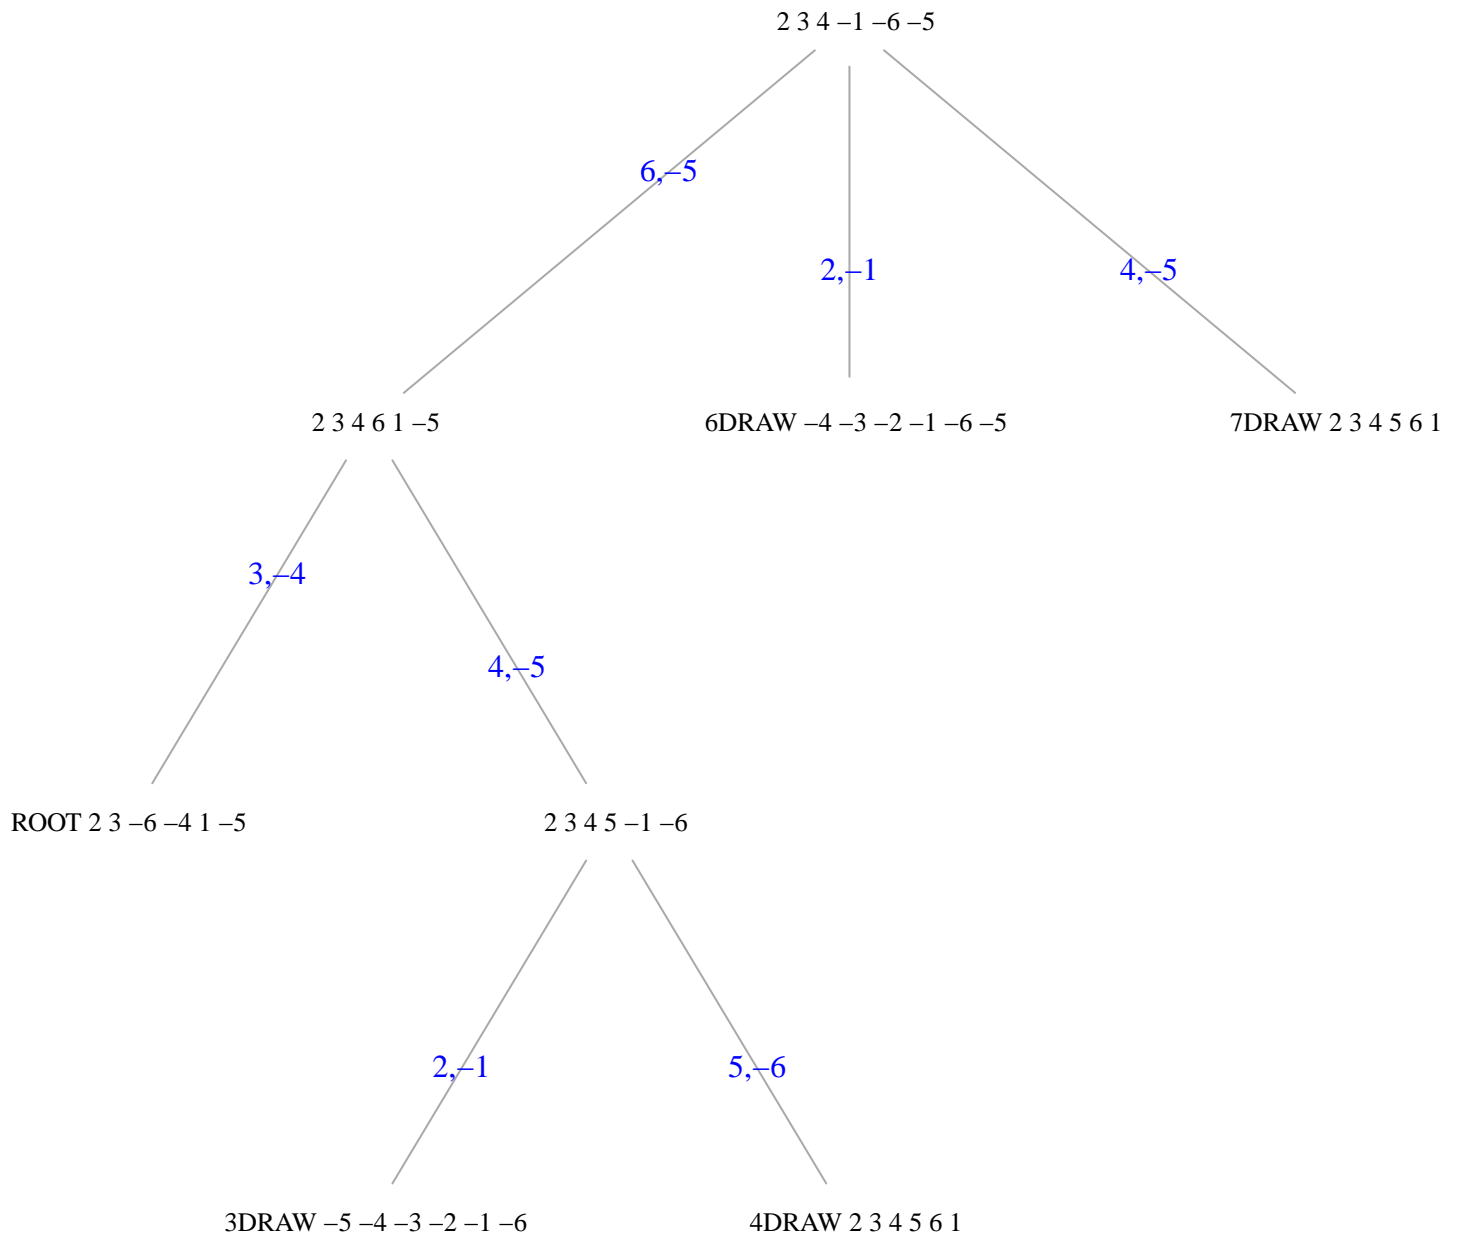 2 3 4 –1 –6 –5
6,–5
2,–1
4,–5
2 3 4 6 1 –5
6DRAW –4 –3 –2 –1 –6 –5
7DRAW 2 3 4 5 6 1
3,–4
4,–5
ROOT 2 3 –6 –4 1 –5
2 3 4 5 –1 –6
2,–1
5,–6
3DRAW –5 –4 –3 –2 –1 –6
4DRAW 2 3 4 5 6 1